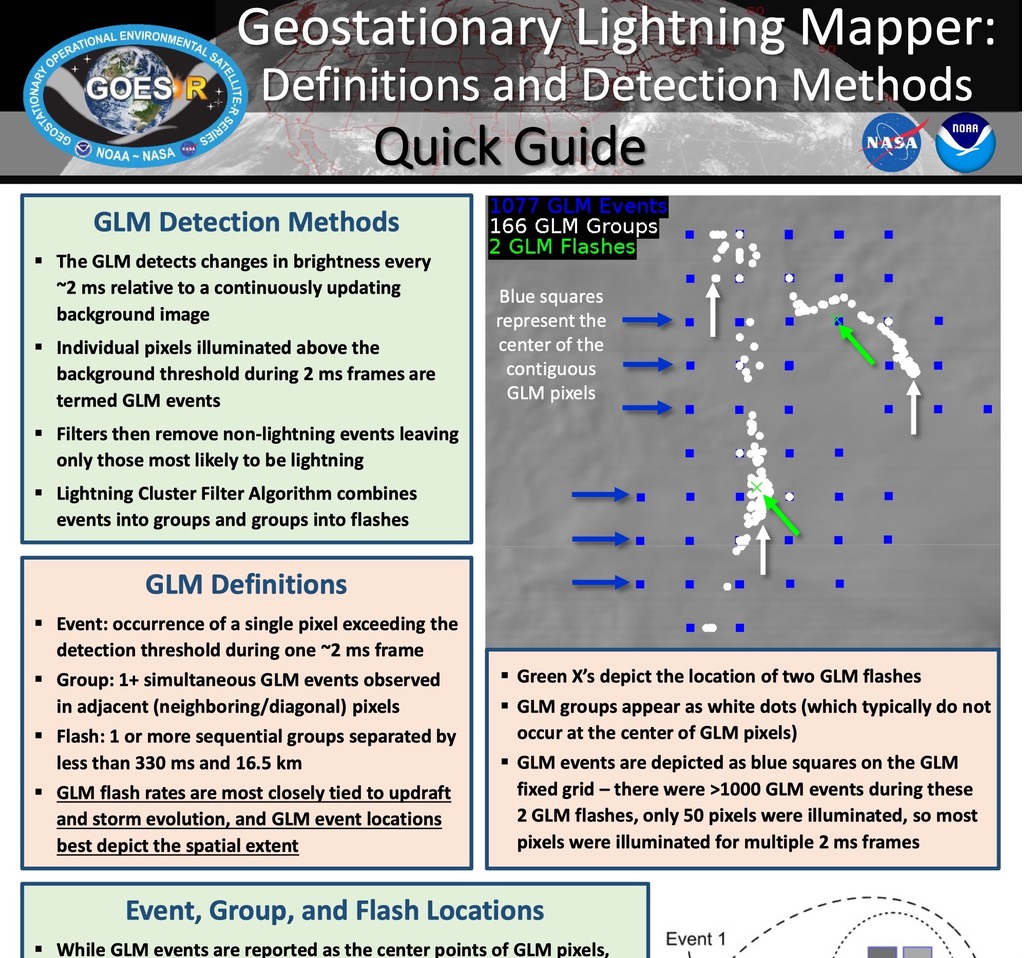 Geostationary Lightning Mapper:
Definitions and Detection Methods
Quick Guide
GEOSTATIONARY OPERATIONAL ENVIRONMENTAL SATELLITE-R SERIES
GOES R
NOAA ~ NASA
NASA
NOAA
GLM Detection Methods
▪ The GLM detects changes in brightness every
~2 ms relative to a continuously updating
background image
▪ Individual pixels illuminated above the
background threshold during 2 ms frames are
termed GLM events
▪ Filters then remove non-lightning events leaving
only those most likely to be lightning
▪ Lightning Cluster Filter Algorithm combines
events into groups and groups into flashes
GLM Definitions
▪ Event: occurrence of a single pixel exceeding the
detection threshold during one ~2 ms frame
▪ Group: 1+ simultaneous GLM events observed
in adjacent (neighboring/diagonal) pixels
▪ Flash: 1 or more sequential groups separated by
less than 330 ms and 16.5 km
▪ GLM flash rates are most closely tied to updraft
and storm evolution, and GLM event locations
best depict the spatial extent
1077 GLM Events
166 GLM Groups
2 GLM Flashes
Blue squares
represent the
center of the
contiguous
GLM pixels
▪ Green X’s depict the location of two GLM flashes
▪ GLM groups appear as white dots (which typically do not
occur at the center of GLM pixels)
▪ GLM events are depicted as blue squares on the GLM
fixed grid – there were >1000 GLM events during these
2 GLM flashes, only 50 pixels were illuminated, so most
pixels were illuminated for multiple 2 ms frames
Event, Group, and Flash Locations
▪ While GLM events are reported as the center points of GLM pixels,
Event 1